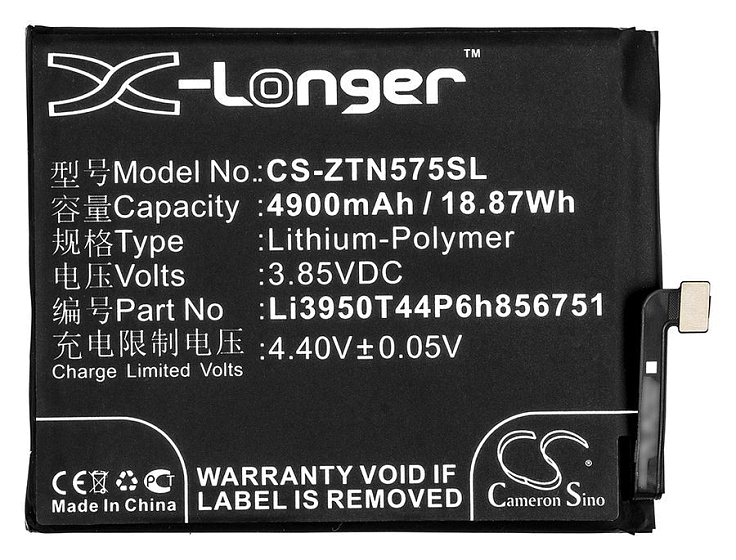 X-Longer™
型号Model No.:CS-ZTN575SL
容量Capacity :4900mAh / 18.87Wh
规格Type :Lithium-Polymer
电压Volts :3.85VDC
编号Part No :Li3950T44P6h856751
充电限制电压 :4.40V±0.05V
Charge Limited Volts
CE PCT
Made In China
WARRANTY VOID IF
LABEL IS REMOVED
CS®
Cameron Sino